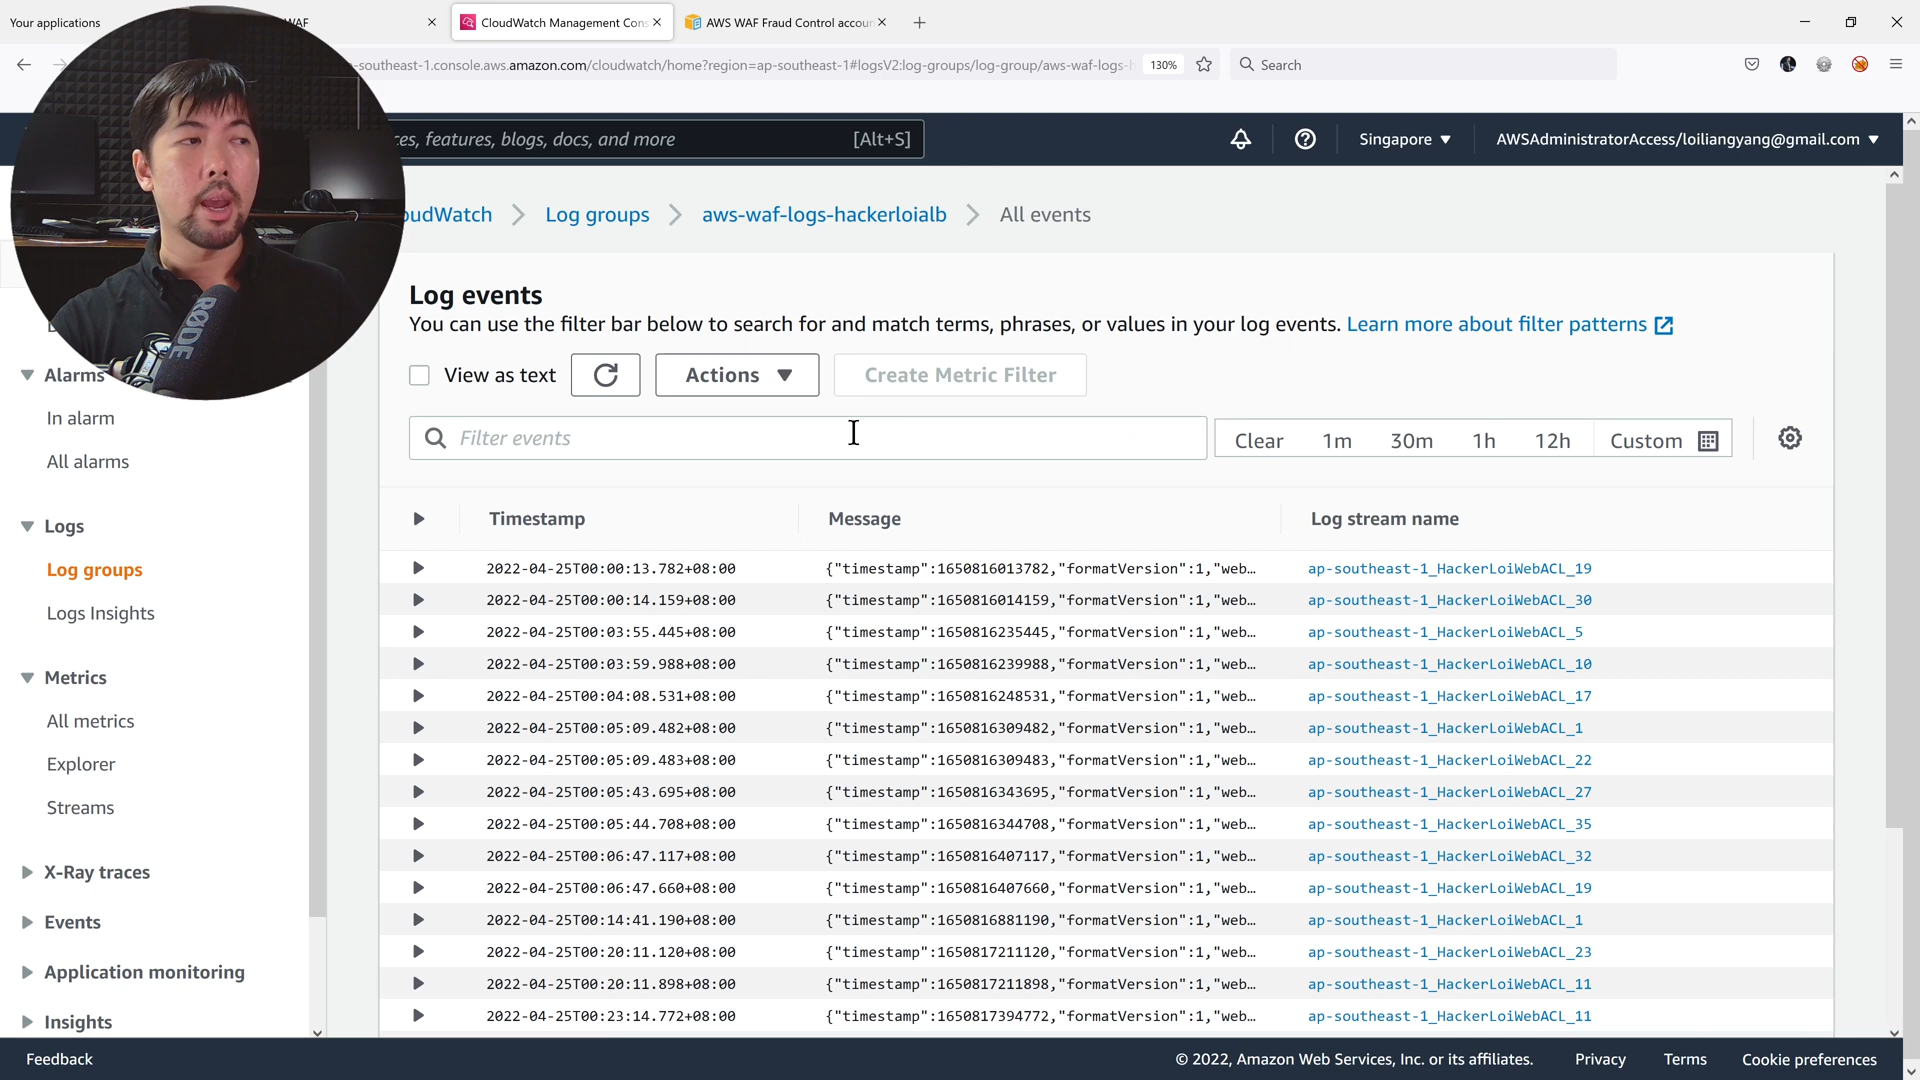 Your applications
WAF
CloudWatch Management Cons
AWS WAF Fraud Control accoun
-southeast-1.console.aws.amazon.com/cloudwatch/home?region=ap-southeast-1#logsV2:log-groups/log-group/aws-waf-logs-h
130%
Search
ces, features, blogs, docs, and more
[Alt+S]
Singapore
AWSAdministratorAccess/loiliangyang@gmail.com
oudWatch
Log groups
aws-waf-logs-hackerloialb
All events
Log events
You can use the filter bar below to search for and match terms, phrases, or values in your log events. Learn more about filter patterns
View as text
Actions
Create Metric Filter
Filter events
Clear 1m 30m 1h 12h Custom
Timestamp Message Log stream name
2022-04-25T00:00:13.782+08:00 {"timestamp":1650816013782,"formatVersion":1,"web… ap-southeast-1_HackerLoiWebACL_19
2022-04-25T00:00:14.159+08:00 {"timestamp":1650816014159,"formatVersion":1,"web… ap-southeast-1_HackerLoiWebACL_30
2022-04-25T00:03:55.445+08:00 {"timestamp":1650816235445,"formatVersion":1,"web… ap-southeast-1_HackerLoiWebACL_5
2022-04-25T00:03:59.988+08:00 {"timestamp":1650816239988,"formatVersion":1,"web… ap-southeast-1_HackerLoiWebACL_10
2022-04-25T00:04:08.531+08:00 {"timestamp":1650816248531,"formatVersion":1,"web… ap-southeast-1_HackerLoiWebACL_17
2022-04-25T00:05:09.482+08:00 {"timestamp":1650816309482,"formatVersion":1,"web… ap-southeast-1_HackerLoiWebACL_1
2022-04-25T00:05:09.483+08:00 {"timestamp":1650816309483,"formatVersion":1,"web… ap-southeast-1_HackerLoiWebACL_22
2022-04-25T00:05:43.695+08:00 {"timestamp":1650816343695,"formatVersion":1,"web… ap-southeast-1_HackerLoiWebACL_27
2022-04-25T00:05:44.708+08:00 {"timestamp":1650816344708,"formatVersion":1,"web… ap-southeast-1_HackerLoiWebACL_35
2022-04-25T00:06:47.117+08:00 {"timestamp":1650816407117,"formatVersion":1,"web… ap-southeast-1_HackerLoiWebACL_32
2022-04-25T00:06:47.660+08:00 {"timestamp":1650816407660,"formatVersion":1,"web… ap-southeast-1_HackerLoiWebACL_19
2022-04-25T00:14:41.190+08:00 {"timestamp":1650816881190,"formatVersion":1,"web… ap-southeast-1_HackerLoiWebACL_1
2022-04-25T00:20:11.120+08:00 {"timestamp":1650817211120,"formatVersion":1,"web… ap-southeast-1_HackerLoiWebACL_23
2022-04-25T00:20:11.898+08:00 {"timestamp":1650817211898,"formatVersion":1,"web… ap-southeast-1_HackerLoiWebACL_11
2022-04-25T00:23:14.772+08:00 {"timestamp":1650817394772,"formatVersion":1,"web… ap-southeast-1_HackerLoiWebACL_11
RØDE
Alarms
In alarm
All alarms
Logs
Log groups
Logs Insights
Metrics
All metrics
Explorer
Streams
X-Ray traces
Events
Application monitoring
Insights
Feedback
© 2022, Amazon Web Services, Inc. or its affiliates.
Privacy
Terms
Cookie preferences